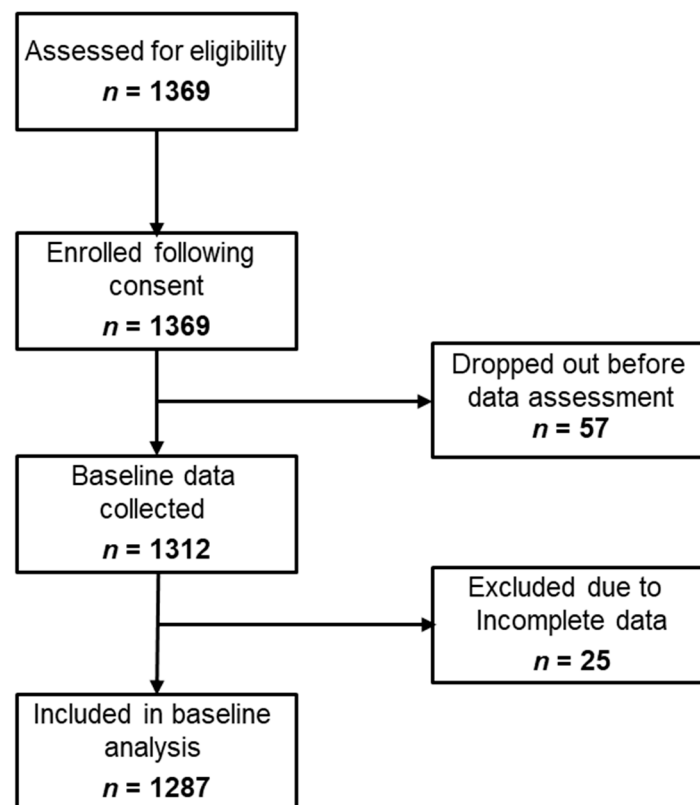 Assessed for eligibility
n = 1369
Enrolled following
consent
n = 1369
Dropped out before
data assessment
n = 57
Baseline data
collected
n = 1312
Excluded due to
Incomplete data
n = 25
Included in baseline
analysis
n = 1287